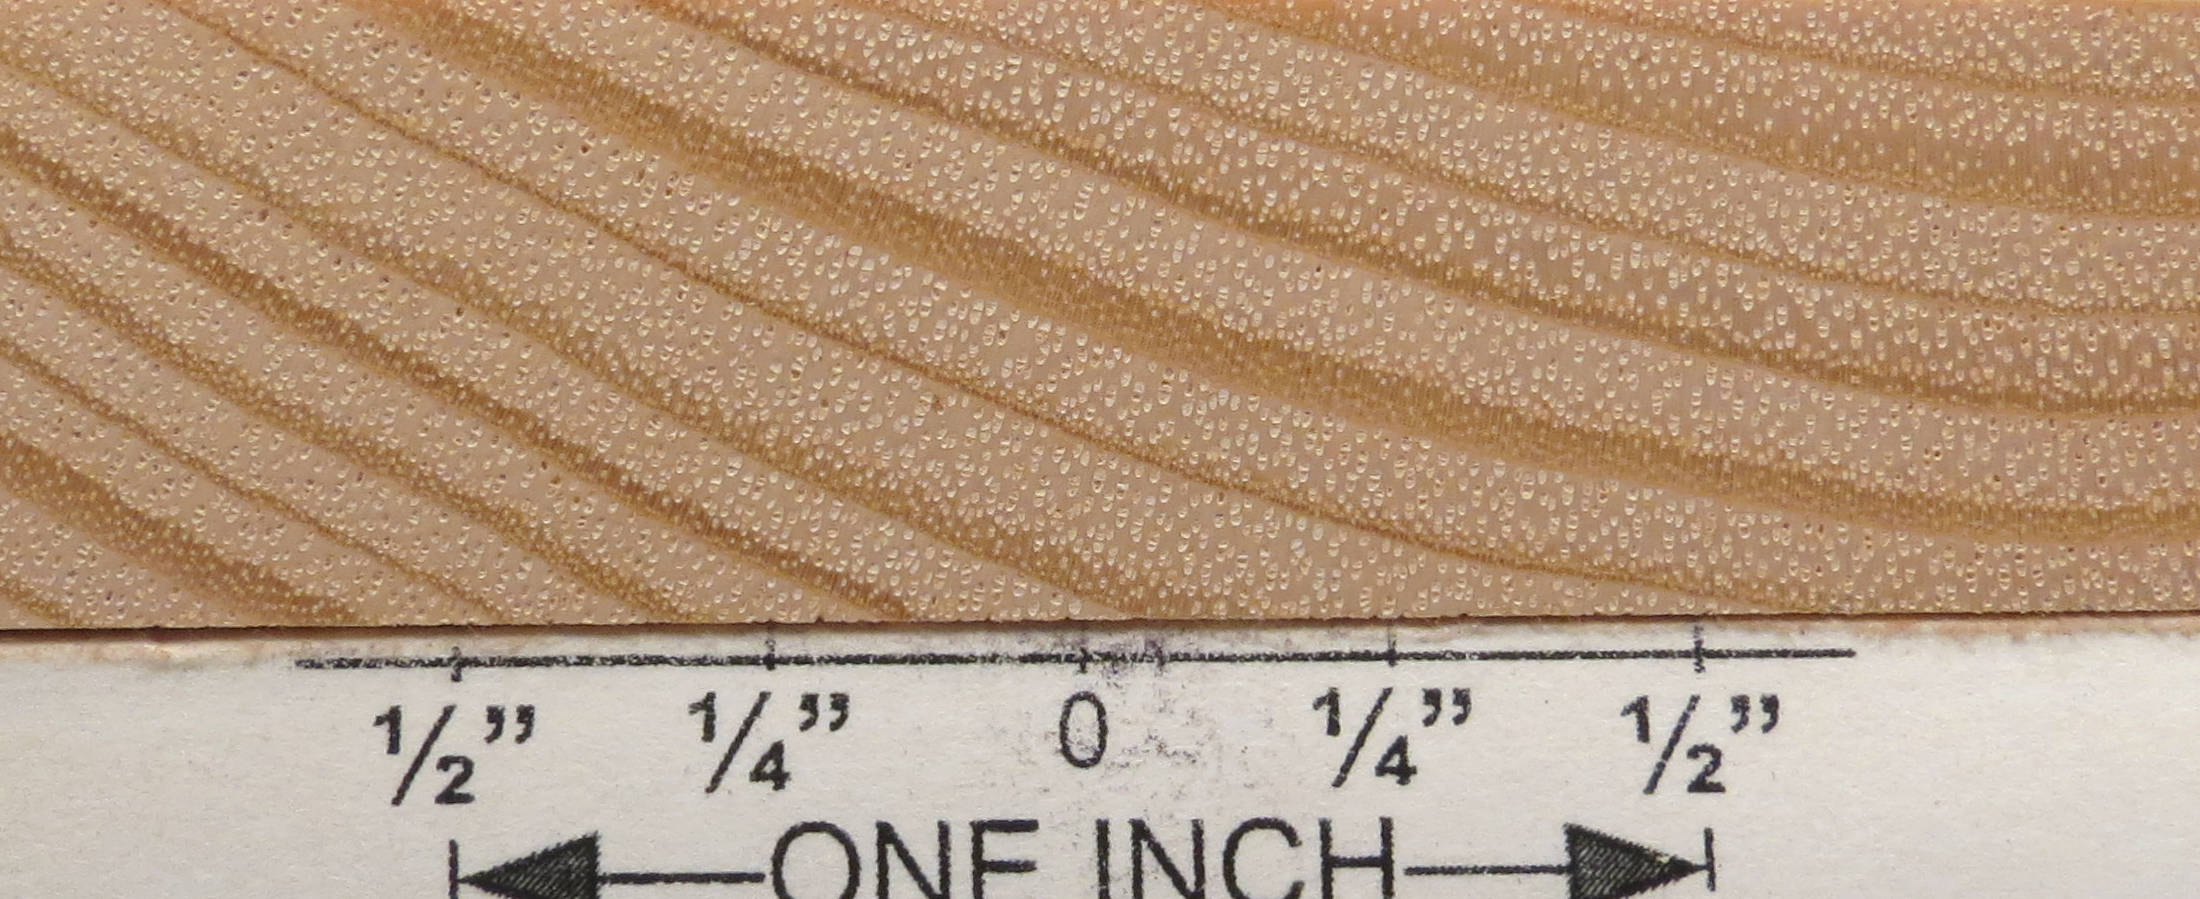 1/2” 1/4” 0 1/4” 1/2”
ONE INCH